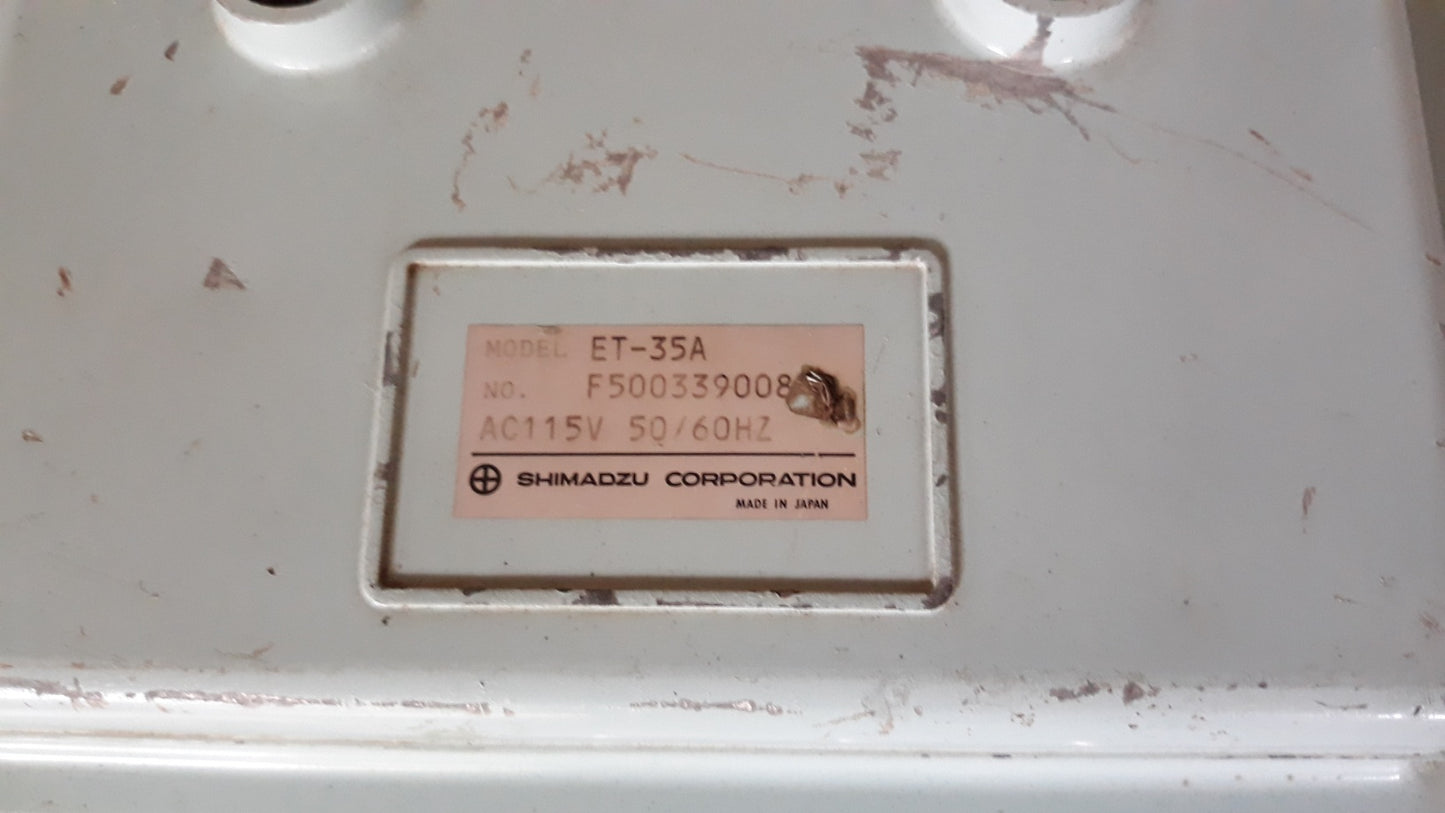 MODEL ET-35A
NO. F500339008
AC115V 50/60HZ
SHIMADZU CORPORATION
MADE IN JAPAN